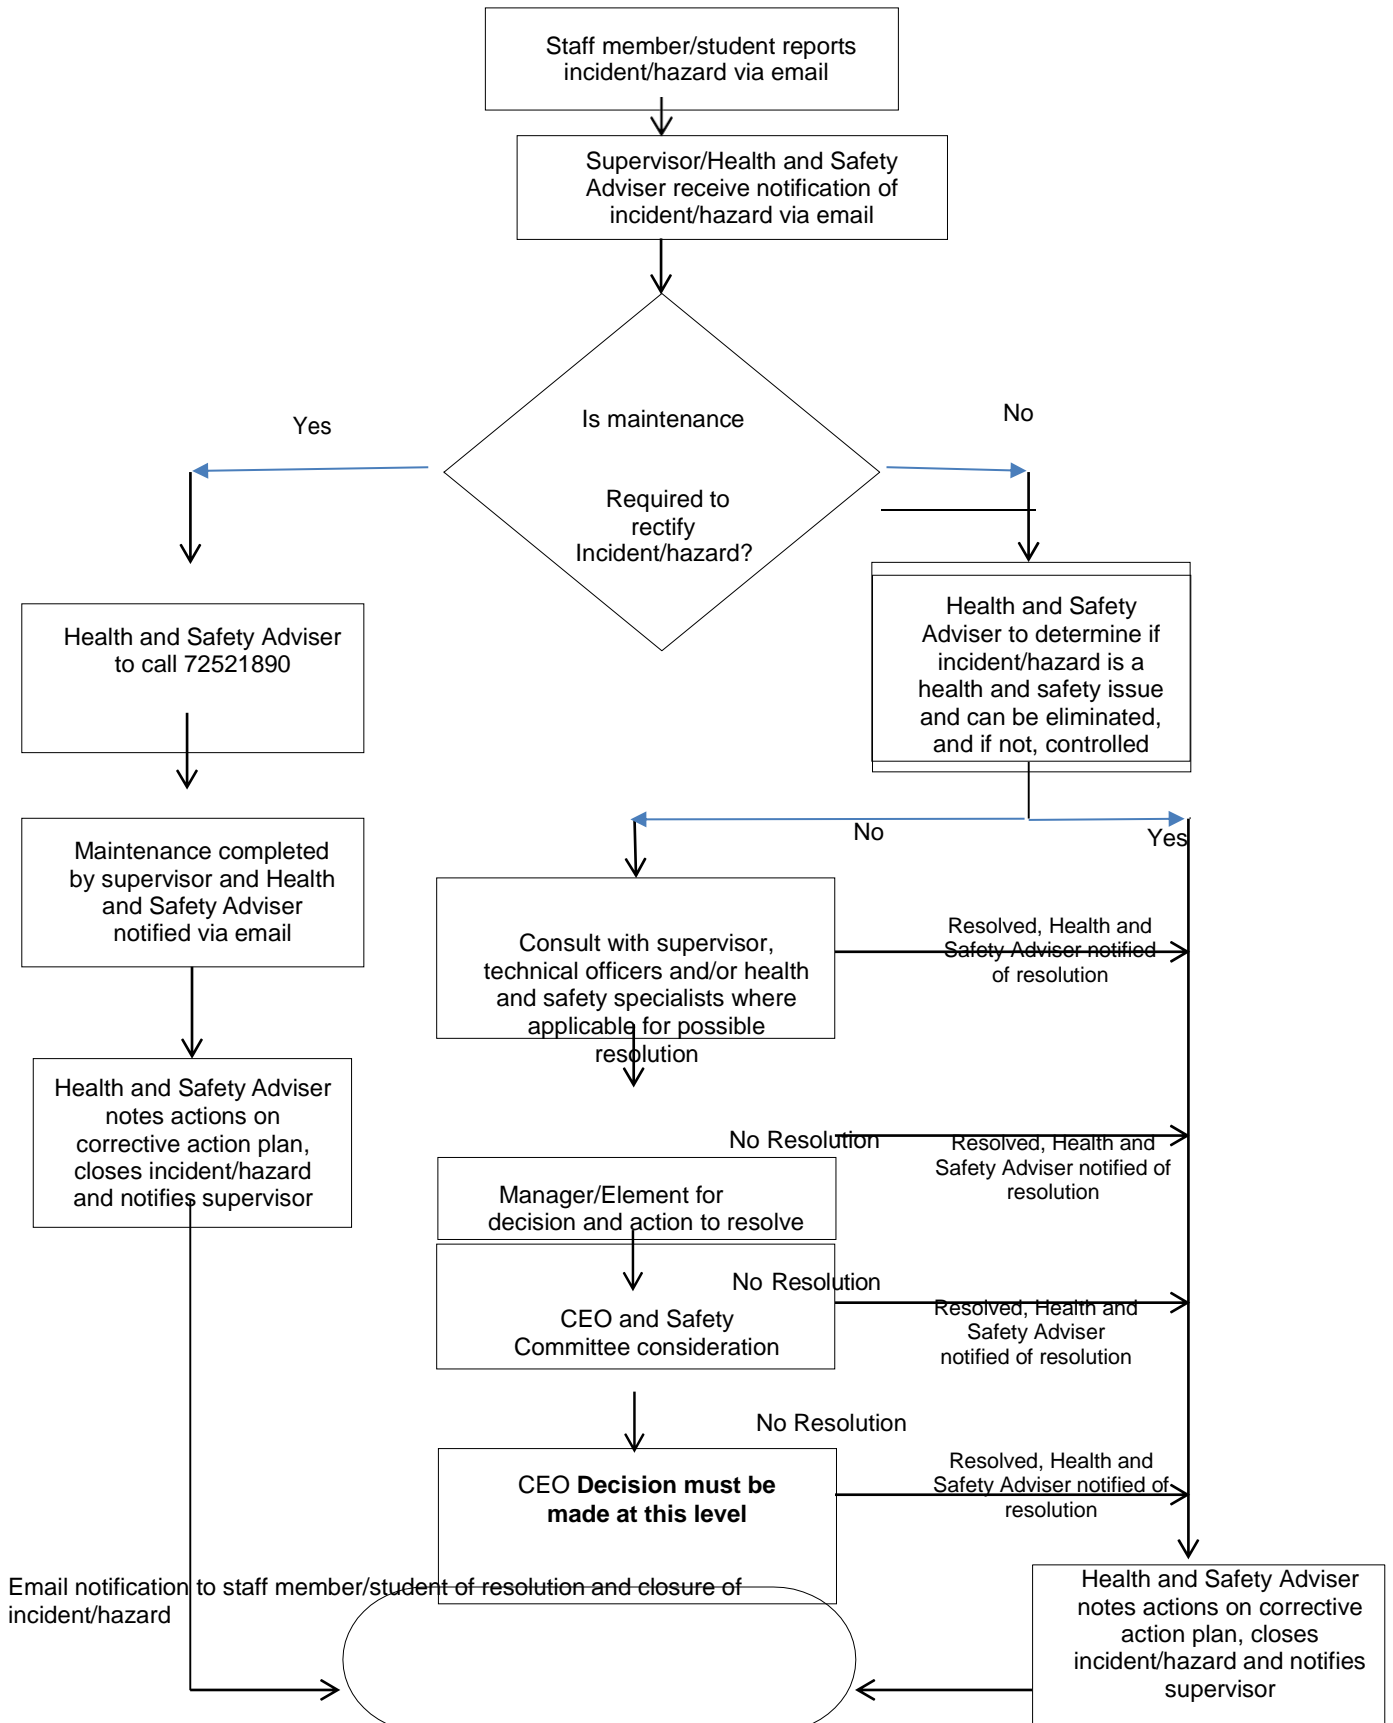 Staff member/student reports
incident/hazard via email
Supervisor/Health and Safety
Adviser receive notification of
incident/hazard via email
Is maintenance
Required to
rectify
Incident/hazard?
Yes
No
Health and Safety Adviser
to call 72521890
Health and Safety
Adviser to determine if
incident/hazard is a
health and safety issue
and can be eliminated,
and if not, controlled
No
Yes
Maintenance completed
by supervisor and Health
and Safety Adviser
notified via email
Consult with supervisor,
technical officers and/or health
and safety specialists where
applicable for possible
resolution
Resolved, Health and
Safety Adviser notified
of resolution
Health and Safety Adviser
notes actions on
corrective action plan,
closes incident/hazard
and notifies supervisor
No Resolution
Resolved, Health and
Safety Adviser notified of
resolution
Manager/Element for
decision and action to resolve
No Resolution
CEO and Safety
Committee consideration
Resolved, Health and
Safety Adviser
notified of resolution
No Resolution
CEO Decision must be
made at this level
Resolved, Health and
Safety Adviser notified of
resolution
Email notification to staff member/student of resolution and closure of
incident/hazard
Health and Safety Adviser
notes actions on corrective
action plan, closes
incident/hazard and notifies
supervisor